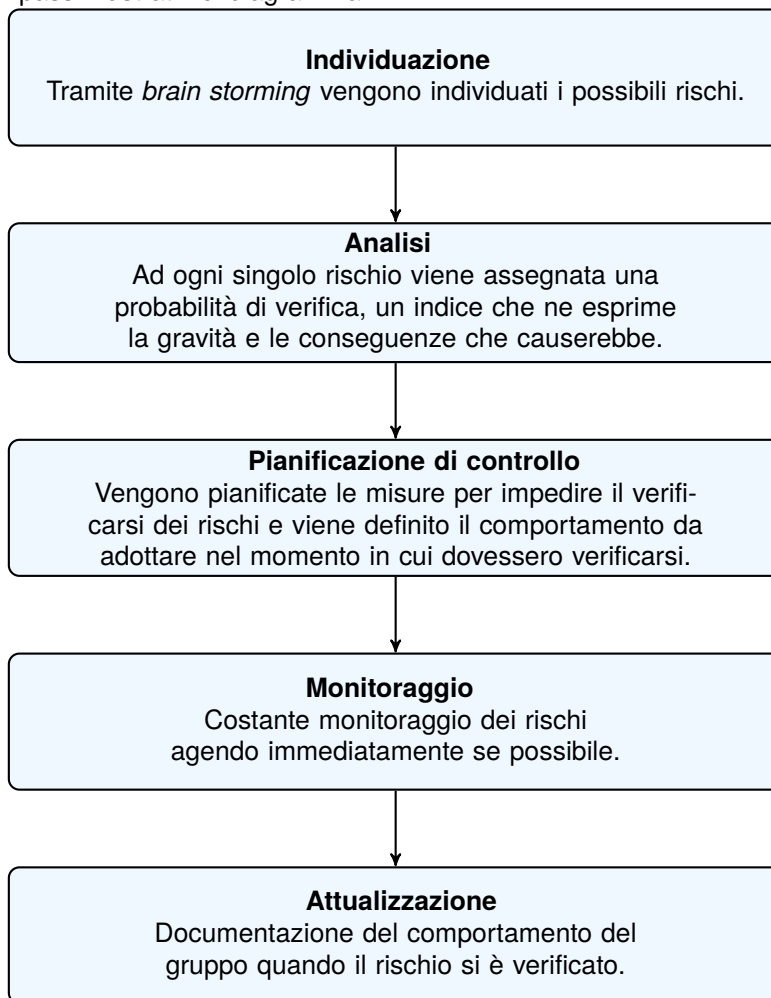 Individuazione
Tramite brain storming vengono individuati i possibili rischi.
Analisi
Ad ogni singolo rischio viene assegnata una
probabilità di verifica, un indice che ne esprime
la gravità e le conseguenze che causerebbe.
Pianificazione di controllo
Vengono pianificate le misure per impedire il verifi-
carsi dei rischi e viene definito il comportamento da
adottare nel momento in cui dovessero verificarsi.
Monitoraggio
Costante monitoraggio dei rischi
agendo immediatamente se possibile.
Attualizzazione
Documentazione del comportamento del
gruppo quando il rischio si è verificato.